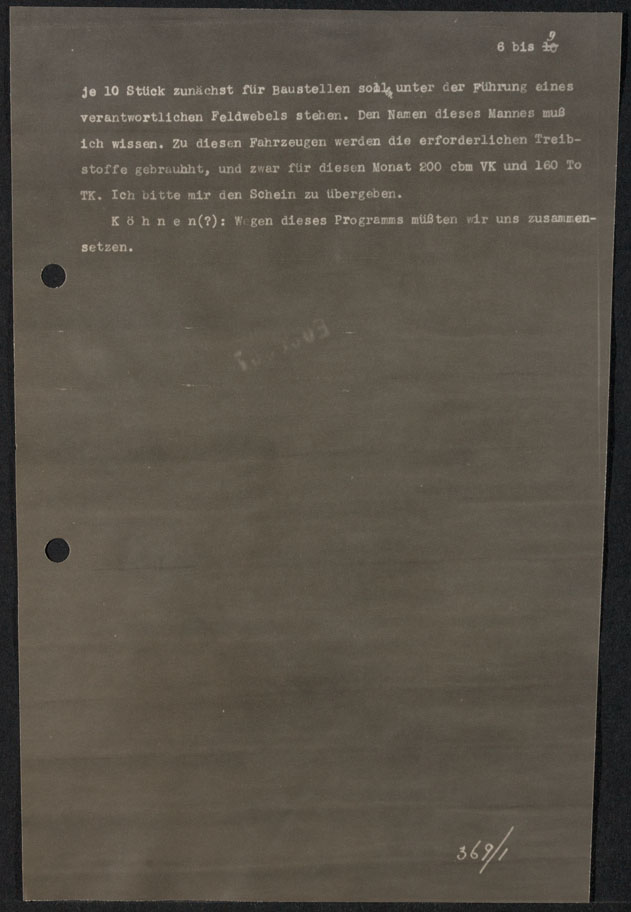 6 bis 10 9
je 10 Stück zunächst für Baustellen soll unter der Führung eines
verantwortlichen Feldwebels stehen. Den Namen dieses Mannes muß
ich wissen. Zu diesen Fahrzeugen werden die erforderlichen Treib-
stoffe gebrauhht, und zwar für diesen Monat 200 cbm VK und 160 To
TK. Ich bitte mir den Schein zu übergeben.
K ö h n e n(?): Wegen dieses Programms müßten wir uns zusammen-
setzen.
369/1